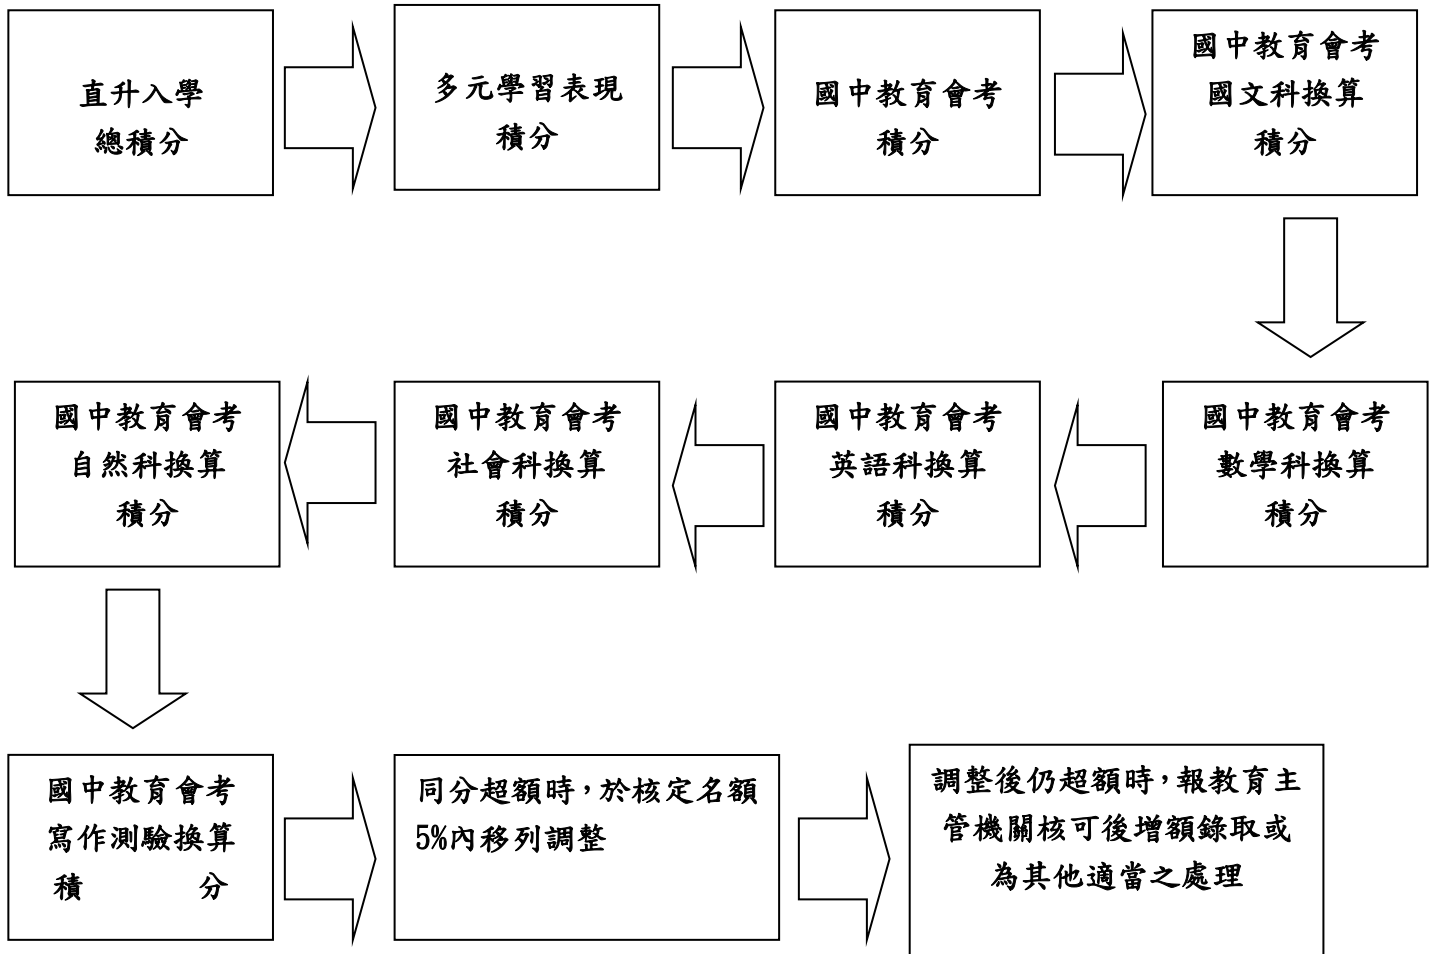 直升入學
總積分
多元學習表現
積分
國中教育會考
積分
國中教育會考
國文科換算
積分
國中教育會考
數學科換算
積分
國中教育會考
英語科換算
積分
國中教育會考
社會科換算
積分
國中教育會考
自然科換算
積分
國中教育會考
寫作測驗換算
積 分
同分超額時，於核定名額
5%內移列調整
調整後仍超額時，報教育主
管機關核可後增額錄取或
為其他適當之處理